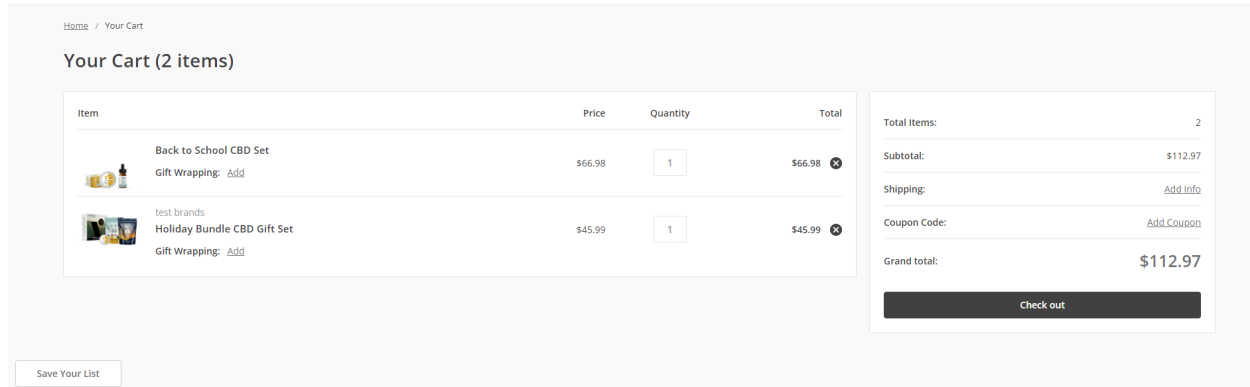 Home / Your Cart
Your Cart (2 items)
Item Price Quantity Total
Back to School CBD Set
Gift Wrapping: Add
$66.98 1 $66.98
test brands
Holiday Bundle CBD Gift Set
Gift Wrapping: Add
$45.99 1 $45.99
Total Items: 2
Subtotal: $112.97
Shipping: Add Info
Coupon Code: Add Coupon
Grand total: $112.97
Check out
Save Your List